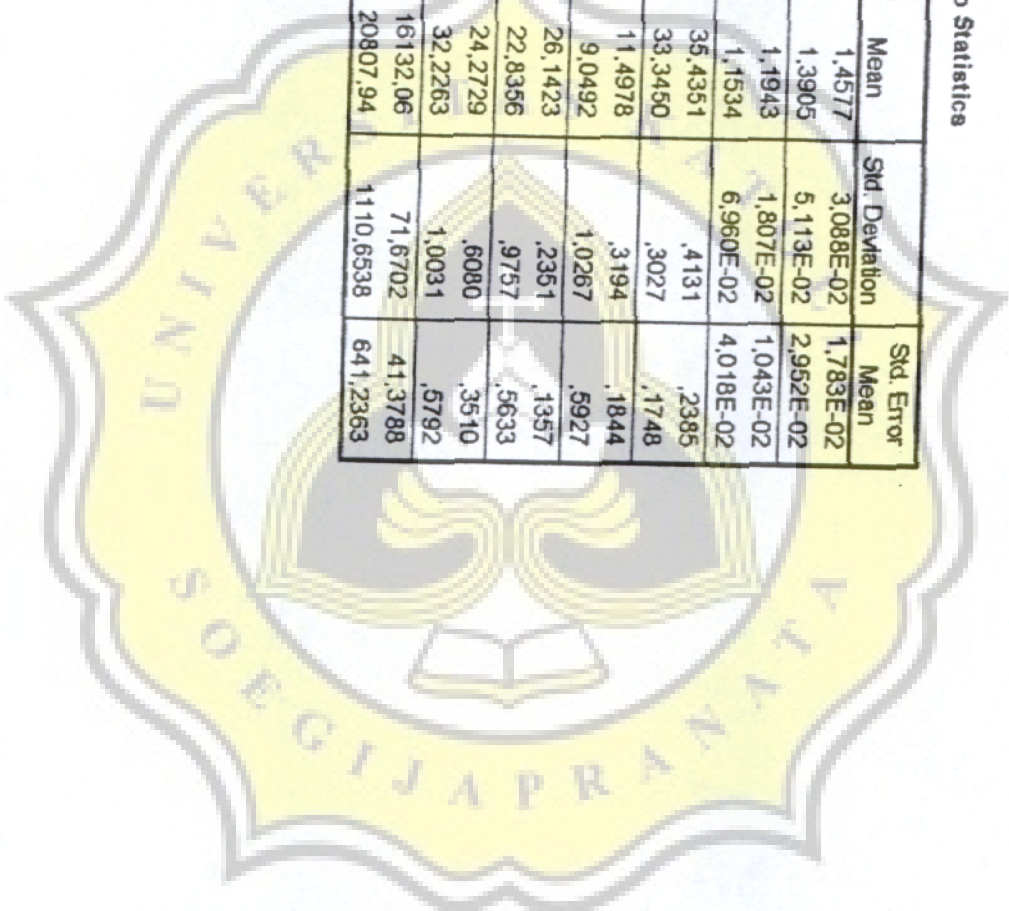 p Statistics
Mean Std. Deviation Std. Error Mean
1,4577 3,088E-02 1,783E-02
1,3905 5,113E-02 2,952E-02
1,1943 1,807E-02 1,043E-02
1,1534 6,960E-02 4,018E-02
35,4351 ,4131 ,2385
33,3450 ,3027 ,1748
11,4978 ,3194 ,1844
9,0492 1,0267 ,5927
26,1423 ,2351 ,1357
22,8356 ,9757 ,5633
24,2729 ,6080 ,3510
32,2263 1,0031 ,5792
16132,06 71,6702 41,3788
20807,94 1110,6538 641,2363
SOEGIJAPRANATA